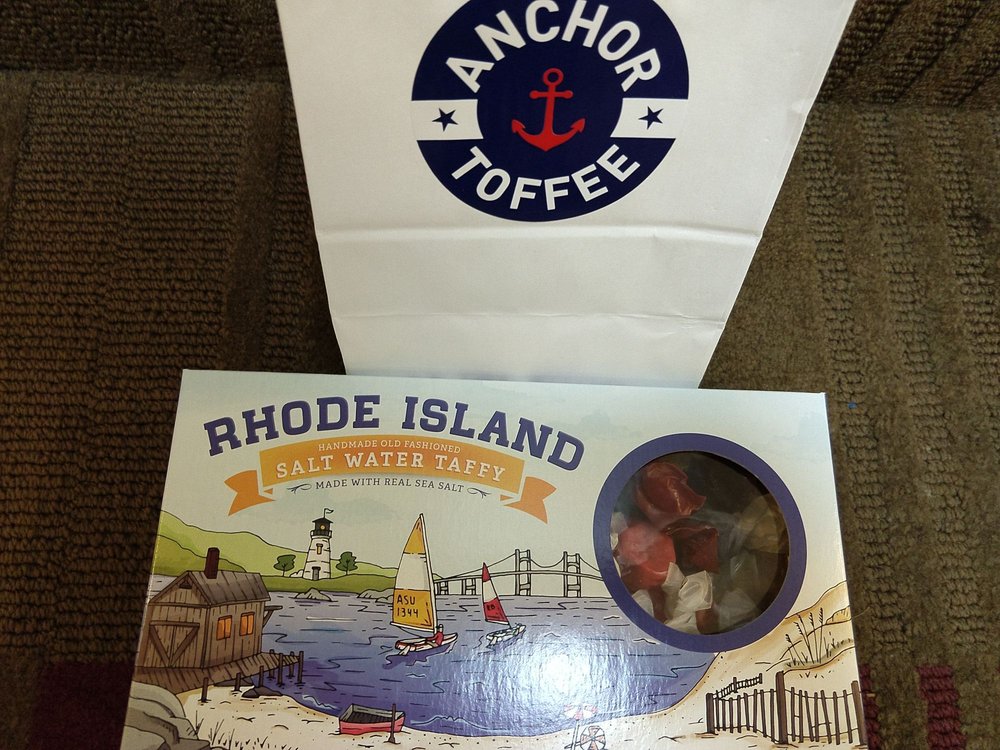 ANCHOR
TOFFEE
RHODE ISLAND
HANDMADE OLD FASHIONED
SALT WATER TAFFY
MADE WITH REAL SEA SALT
ASU
1344